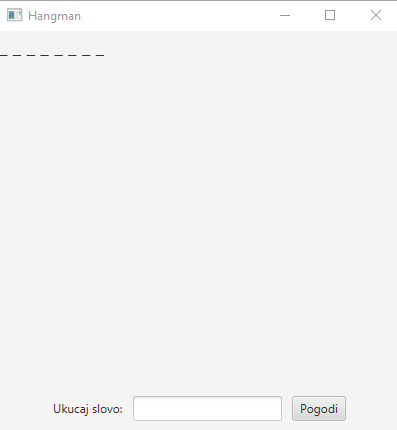 Hangman
_ _ _ _ _ _ _ _
Ukucaj slovo: Pogodi